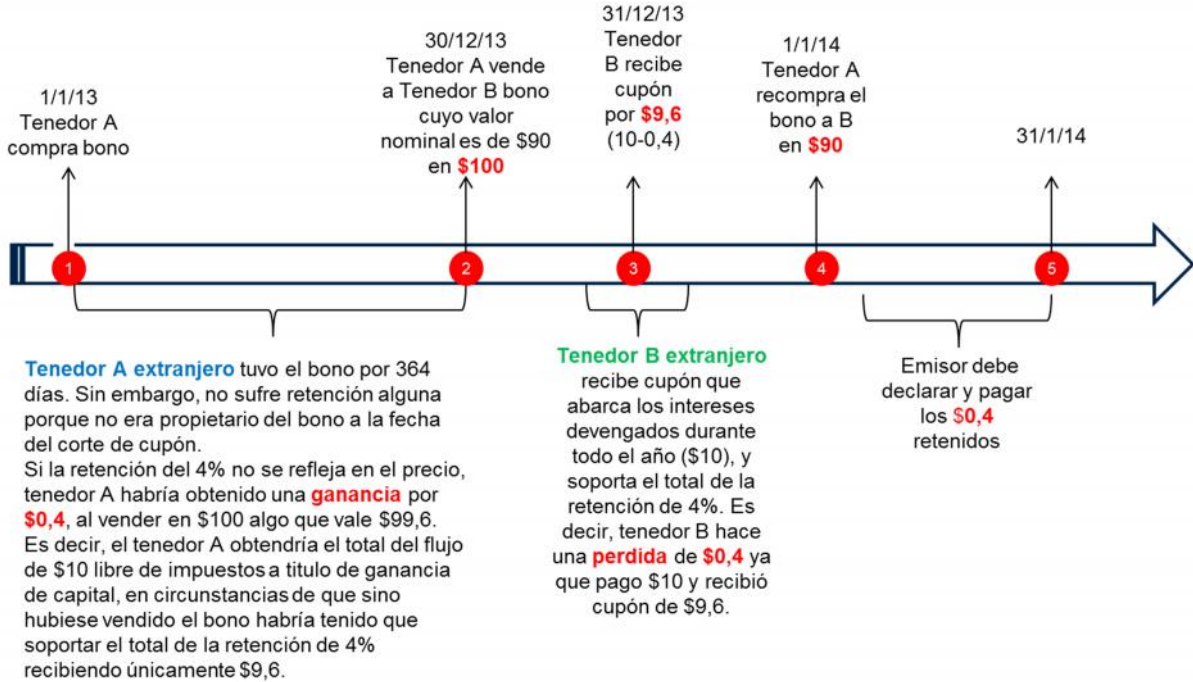 1/1/13
Tenedor A
compra bono
30/12/13
Tenedor A vende
a Tenedor B bono
cuyo valor
nominal es de $90
en $100
31/12/13
Tenedor
B recibe
cupón
por $9,6
(10-0,4)
1/1/14
Tenedor A
recompra el
bono a B
en $90
31/1/14
1
2
3
4
5
Tenedor A extranjero tuvo el bono por 364
días. Sin embargo, no sufre retención alguna
porque no era propietario del bono a la fecha
del corte de cupón.
Si la retención del 4% no se refleja en el precio,
tenedor A habría obtenido una ganancia por
$0,4, al vender en $100 algo que vale $99,6.
Es decir, el tenedor A obtendría el total del flujo
de $10 libre de impuestos a titulo de ganancia
de capital, en circunstancias de que sino
hubiese vendido el bono habría tenido que
soportar el total de la retención de 4%
recibiendo únicamente $9,6.
Tenedor B extranjero
recibe cupón que
abarca los intereses
devengados durante
todo el año ($10), y
soporta el total de la
retención de 4%. Es
decir, tenedor B hace
una perdida de $0,4 ya
que pago $10 y recibió
cupón de $9,6.
Emisor debe
declarar y pagar
los $0,4
retenidos